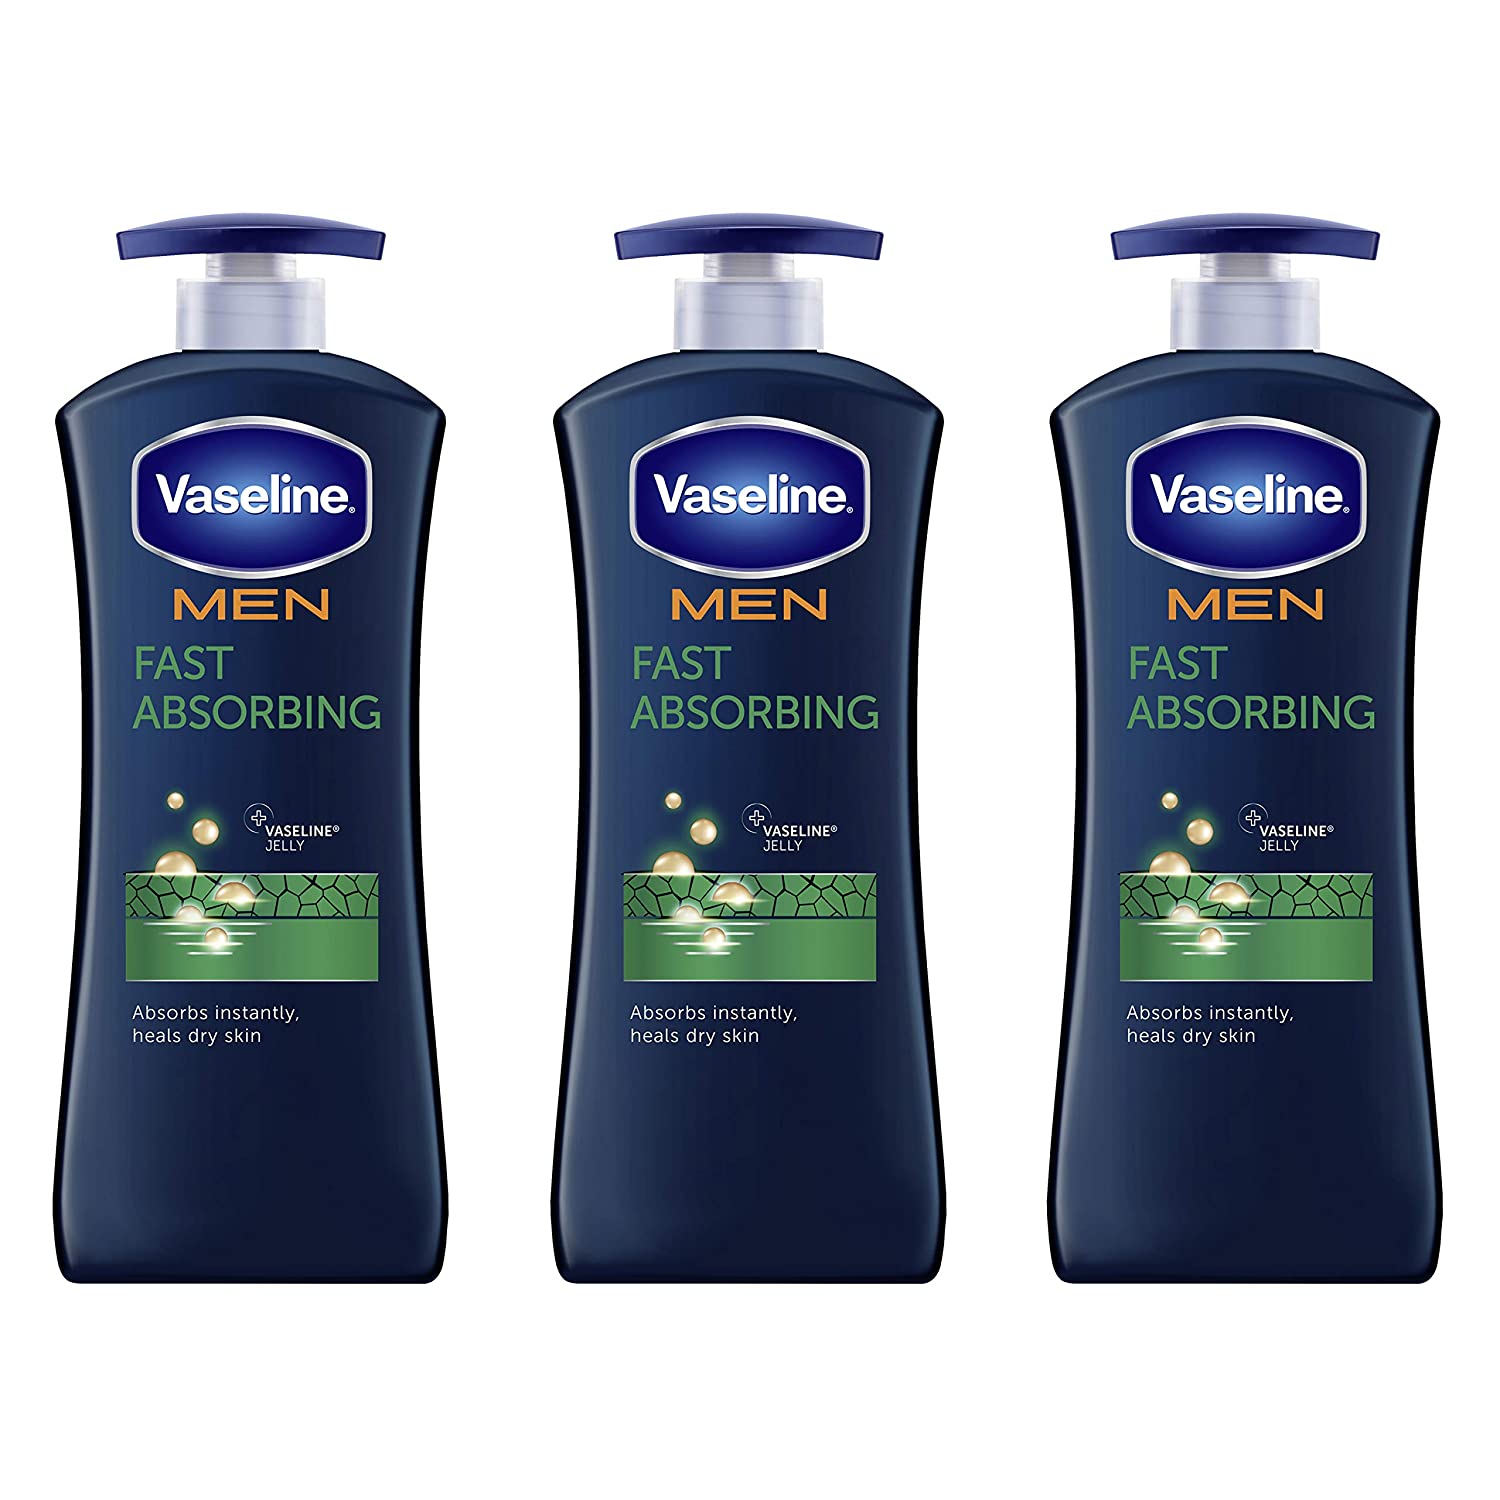 Vaseline®
MEN
FAST
ABSORBING
VASELINE®
JELLY
Absorbs instantly,
heals dry skin
Vaseline®
MEN
FAST
ABSORBING
VASELINE®
JELLY
Absorbs instantly,
heals dry skin
Vaseline®
MEN
FAST
ABSORBING
VASELINE®
JELLY
Absorbs instantly,
heals dry skin